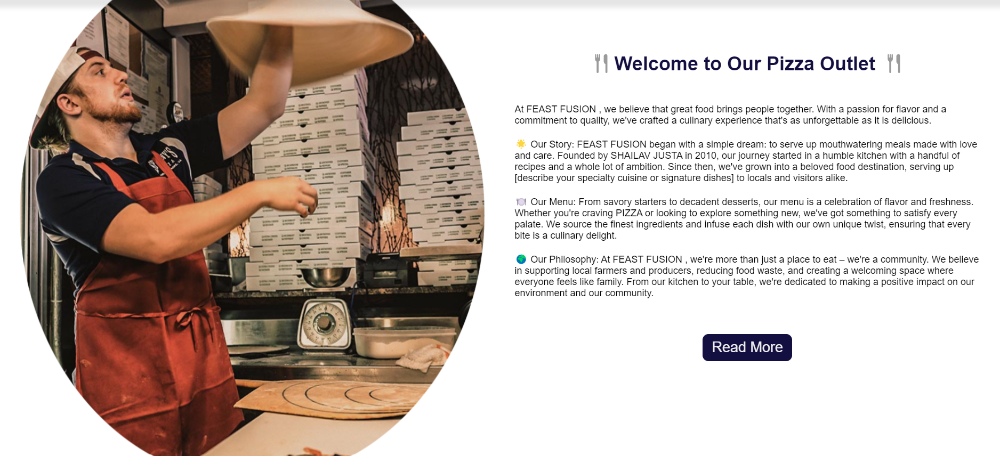 🍴Welcome to Our Pizza Outlet 🍴
At FEAST FUSION , we believe that great food brings people together. With a passion for flavor and a
commitment to quality, we've crafted a culinary experience that's as unforgettable as it is delicious.
🌟 Our Story: FEAST FUSION began with a simple dream: to serve up mouthwatering meals made with love
and care. Founded by SHAILAV JUSTA in 2010, our journey started in a humble kitchen with a handful of
recipes and a whole lot of ambition. Since then, we've grown into a beloved food destination, serving up
[describe your specialty cuisine or signature dishes] to locals and visitors alike.
🍽️ Our Menu: From savory starters to decadent desserts, our menu is a celebration of flavor and freshness.
Whether you're craving PIZZA or looking to explore something new, we've got something to satisfy every
palate. We source the finest ingredients and infuse each dish with our own unique twist, ensuring that every
bite is a culinary delight.
🌍 Our Philosophy: At FEAST FUSION , we're more than just a place to eat – we're a community. We believe
in supporting local farmers and producers, reducing food waste, and creating a welcoming space where
everyone feels like family. From our kitchen to your table, we're dedicated to making a positive impact on our
environment and our community.
Read More